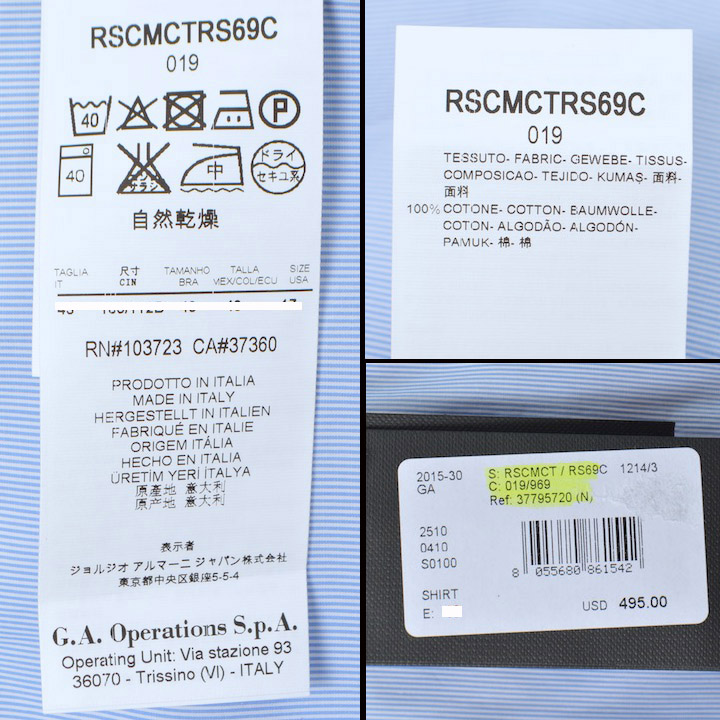 RSCMCTRS69C
019
40
P
40
エンソ
サラシ
中
ドライ
セキユ系
自然乾燥
TAGLIA IT
尺寸 CIN
TAMANHO BRA
TALLA MEX/COL/ECU
SIZE USA
RN#103723 CA#37360
PRODOTTO IN ITALIA
MADE IN ITALY
HERGESTELLT IN ITALIEN
FABRIQUÉ EN ITALIE
ORIGEM ITÁLIA
HECHO EN ITALIA
ÜRETİM YERİ İTALYA
原產地 意大利
原产地 意大利
表示者
ジョルジオ アルマーニ ジャパン株式会社
東京都中央区銀座5-5-4
G.A. Operations S.p.A.
Operating Unit: Via stazione 93
36070 - Trissino (VI) - ITALY
RSCMCTRS69C
019
TESSUTO- FABRIC- GEWEBE- TISSUS-
COMPOSICAO- TEJIDO- KUMAŞ- 面料-
面料
100% COTONE- COTTON- BAUMWOLLE-
COTON- ALGODÃO- ALGODÓN-
PAMUK- 棉- 棉
2015-30 S: RSCMCT / RS69C 1214/3
GA C: 019/969
Ref: 37795720 (N)
2510
0410
S0100
8 055680 861542
SHIRT
E:
USD 495.00